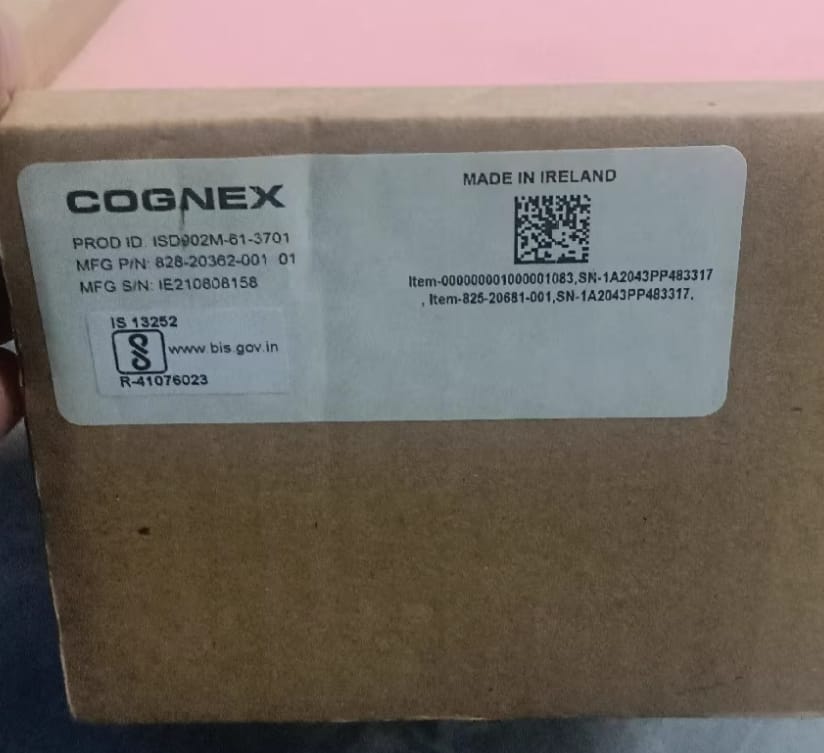 COGNEX
PROD ID: ISD902M-61-3701
MFG P/N: 828-20362-001 01
MFG S/N: IE210808158
IS 13252
www.bis.gov.in
R-41076023
MADE IN IRELAND
Item-000000001000001083,SN-1A2043PP483317
, Item-825-20681-001,SN-1A2043PP483317,